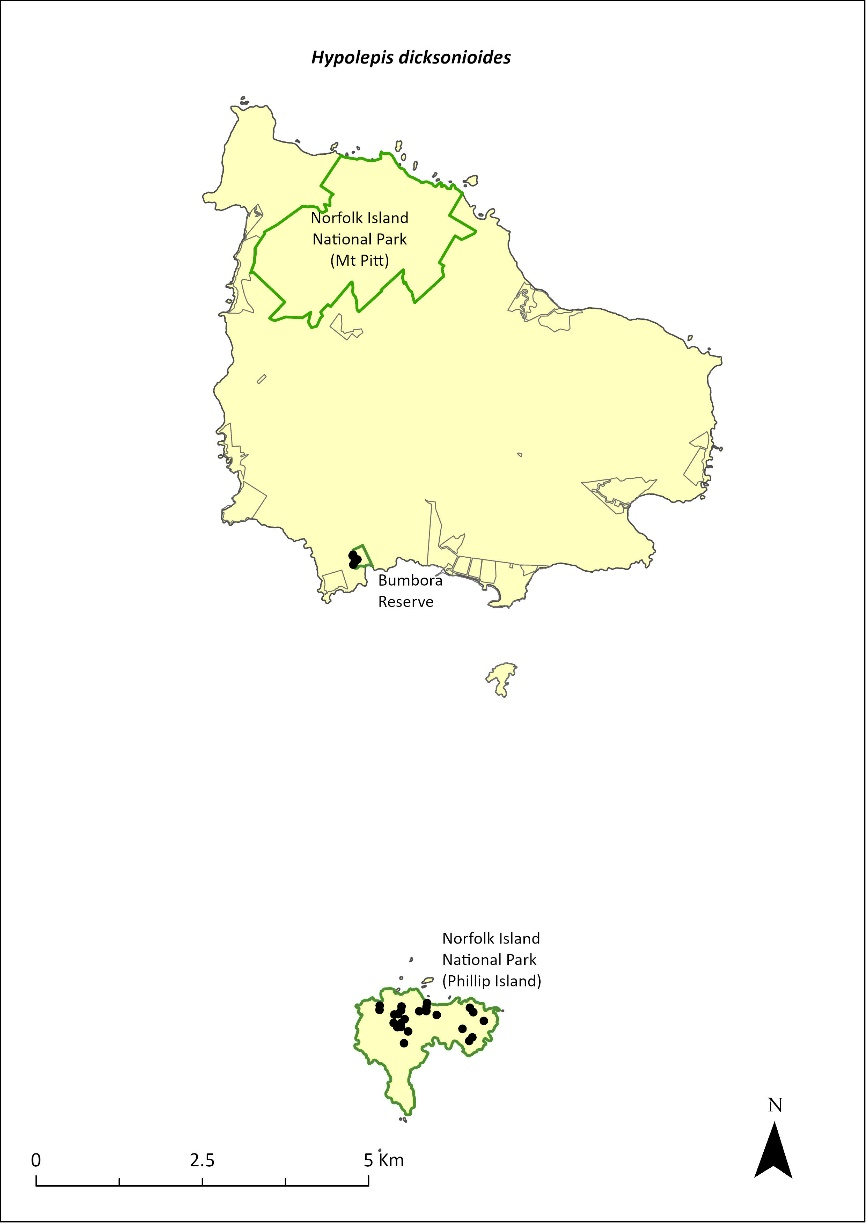 Hypolepis dicksonioides
Norfolk Island
National Park
(Mt Pitt)
Bumbora
Reserve
Norfolk Island
National Park
(Phillip Island)
N
0 2.5 5 Km